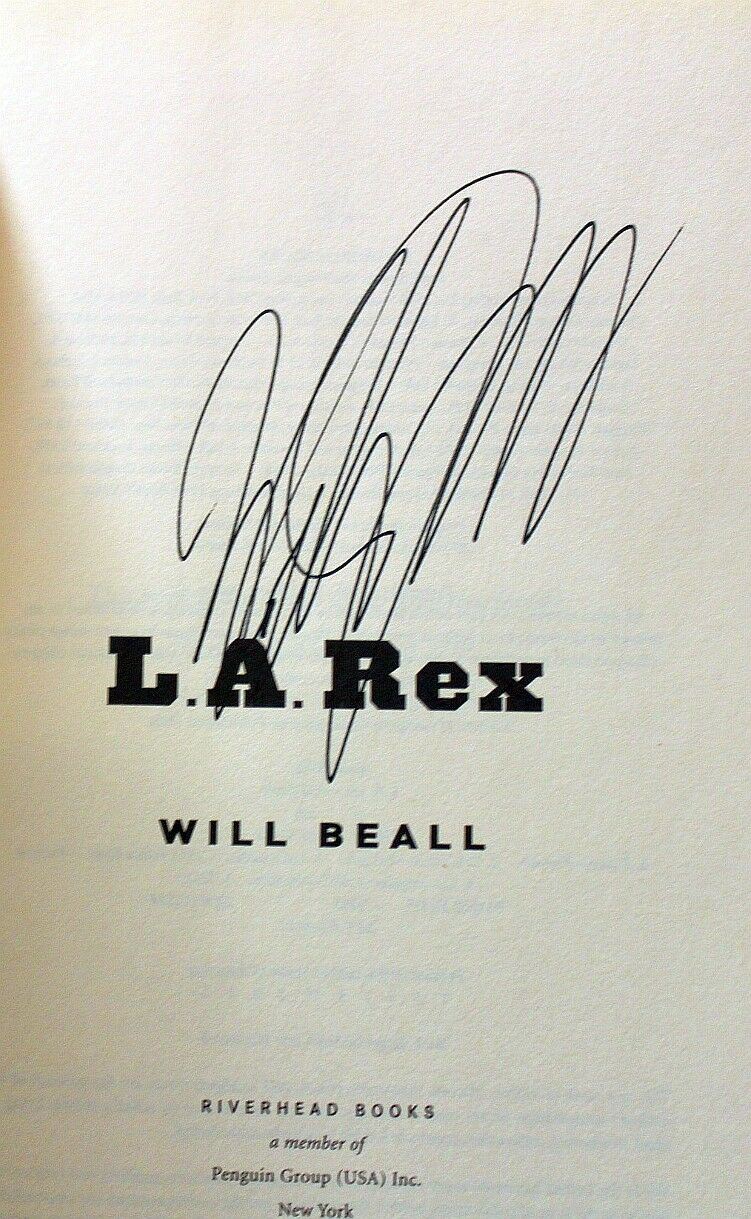 L.A. Rex
WILL BEALL
RIVERHEAD BOOKS
a member of
Penguin Group (USA) Inc.
New York